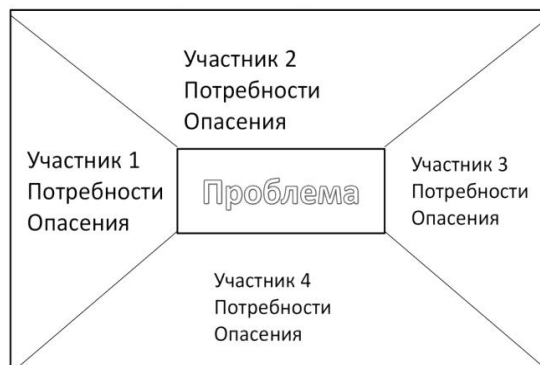 Участник 2
Потребности
Опасения
Участник 1
Потребности
Опасения
Проблема
Участник 3
Потребности
Опасения
Участник 4
Потребности
Опасения